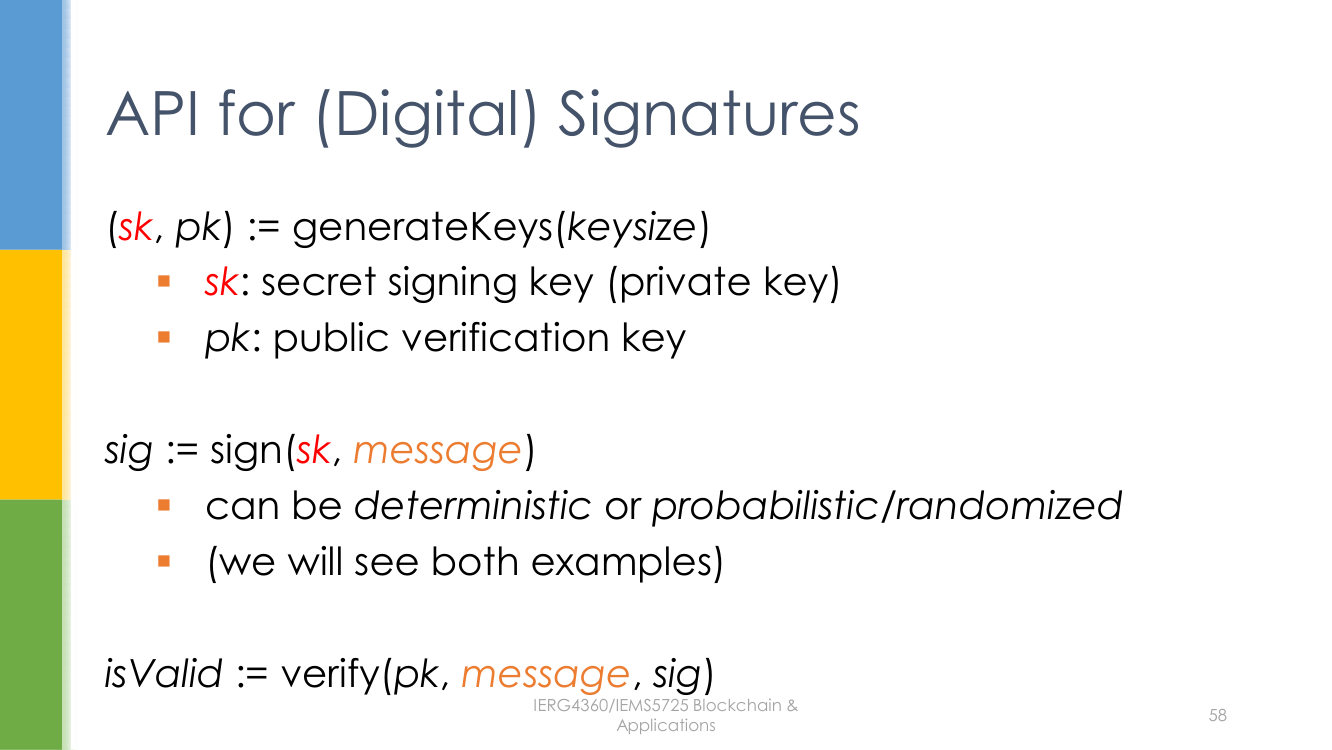 API for (Digital) Signatures
(sk, pk) := generateKeys(keysize)
▪ sk: secret signing key (private key)
▪ pk: public verification key
sig := sign(sk, message)
▪ can be deterministic or probabilistic/randomized
▪ (we will see both examples)
isValid := verify(pk, message, sig)
IERG4360/IEMS5725 Blockchain &
Applications
58